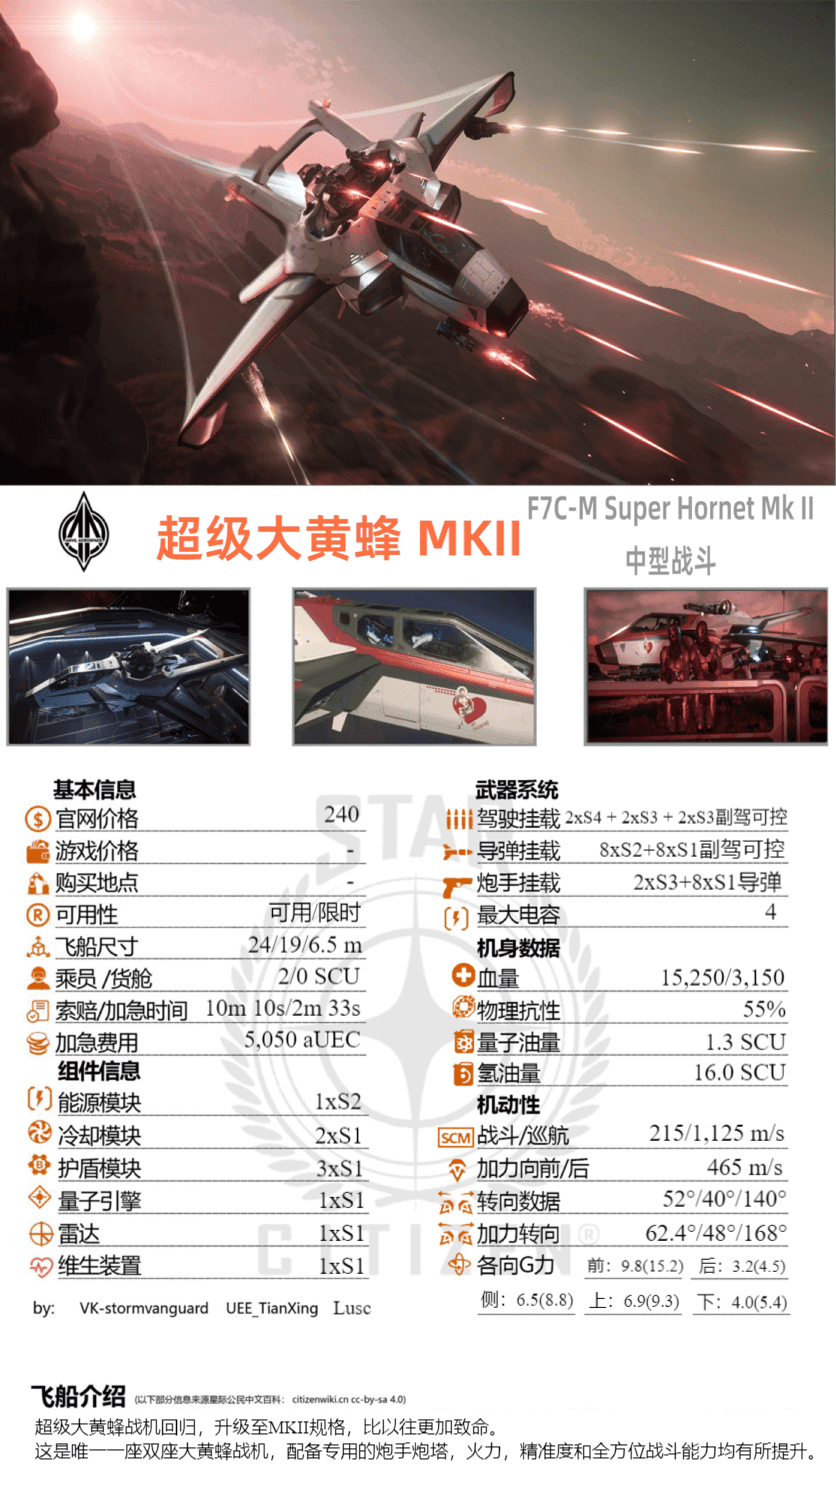 F7C-M Super Hornet Mk II
超级大黄蜂 MKII
中型战斗
ANVIL AEROSPACE
基本信息
官网价格 240
游戏价格 -
购买地点 -
可用性 可用/限时
飞船尺寸 24/19/6.5 m
乘员 /货舱 2/0 SCU
索赔/加急时间 10m 10s/2m 33s
加急费用 5,050 aUEC
组件信息
能源模块 1xS2
冷却模块 2xS1
护盾模块 3xS1
量子引擎 1xS1
雷达 1xS1
维生装置 1xS1
by: VK-stormvanguard UEE_TianXing Lusc
武器系统
驾驶挂载 2xS4 + 2xS3 + 2xS3副驾可控
导弹挂载 8xS2+8xS1副驾可控
炮手挂载 2xS3+8xS1导弹
最大电容 4
机身数据
血量 15,250/3,150
物理抗性 55%
量子油量 1.3 SCU
氢油量 16.0 SCU
机动性
SCM 战斗/巡航 215/1,125 m/s
加力向前/后 465 m/s
转向数据 52°/40°/140°
加力转向 62.4°/48°/168°
各向G力 前：9.8(15.2) 后：3.2(4.5)
侧：6.5(8.8) 上：6.9(9.3) 下：4.0(5.4)
STAR
CITIZEN®
飞船介绍 (以下部分信息来源星际公民中文百科： citizenwiki.cn cc-by-sa 4.0)
超级大黄蜂战机回归，升级至MKII规格，比以往更加致命。
这是唯一一座双座大黄蜂战机，配备专用的炮手炮塔，火力，精准度和全方位战斗能力均有所提升。